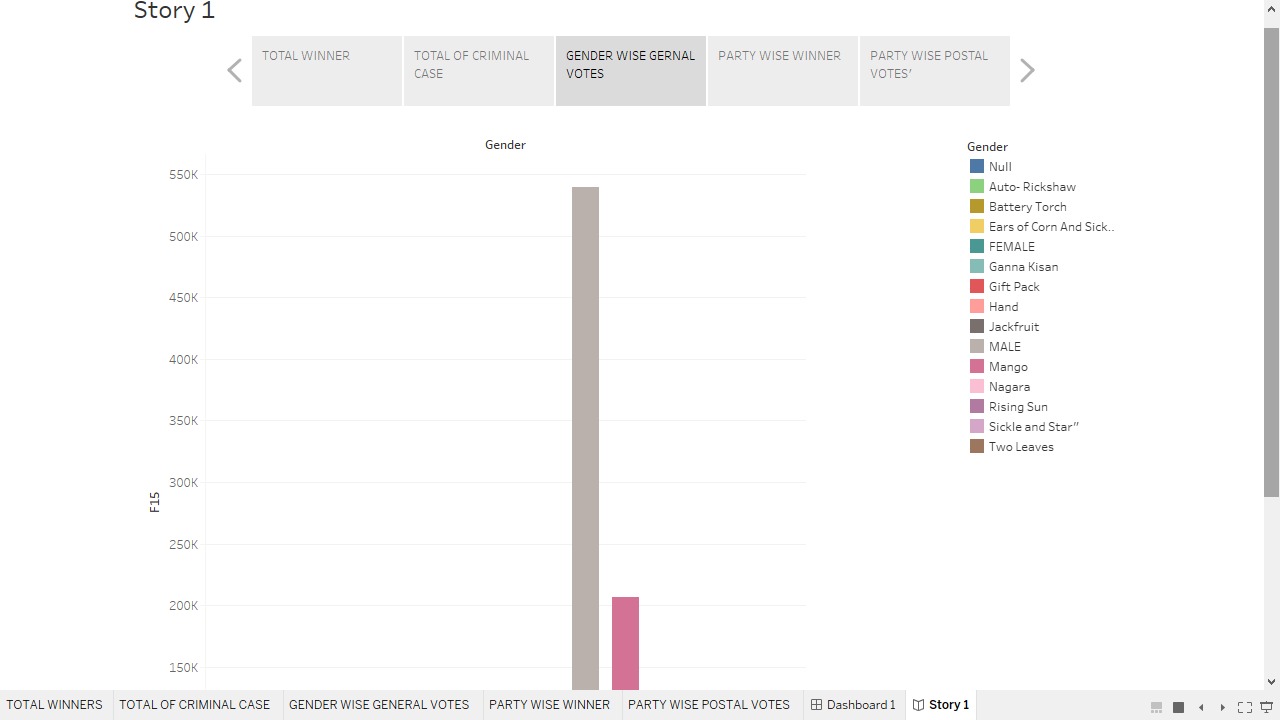 Story 1
TOTAL WINNER
TOTAL OF CRIMINAL
CASE
GENDER WISE GERNAL
VOTES
PARTY WISE WINNER
PARTY WISE POSTAL
VOTES’
Gender
550K
500K
450K
400K
350K
300K
250K
200K
150K
F15
Gender
Null
Auto- Rickshaw
Battery Torch
Ears of Corn And Sick..
FEMALE
Ganna Kisan
Gift Pack
Hand
Jackfruit
MALE
Mango
Nagara
Rising Sun
Sickle and Star”
Two Leaves
TOTAL WINNERS
TOTAL OF CRIMINAL CASE
GENDER WISE GENERAL VOTES
PARTY WISE WINNER
PARTY WISE POSTAL VOTES
Dashboard 1
Story 1